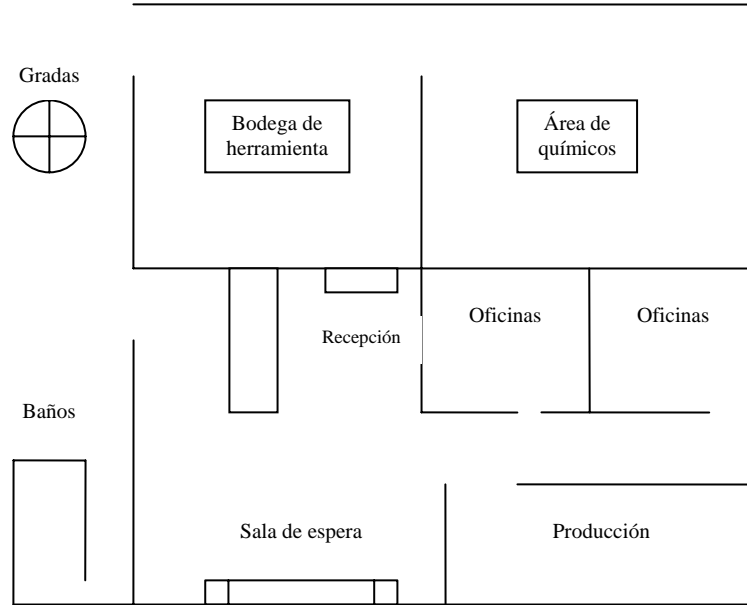 Gradas
Bodega de
herramienta
Área de
químicos
Oficinas
Oficinas
Recepción
Baños
Sala de espera
Producción